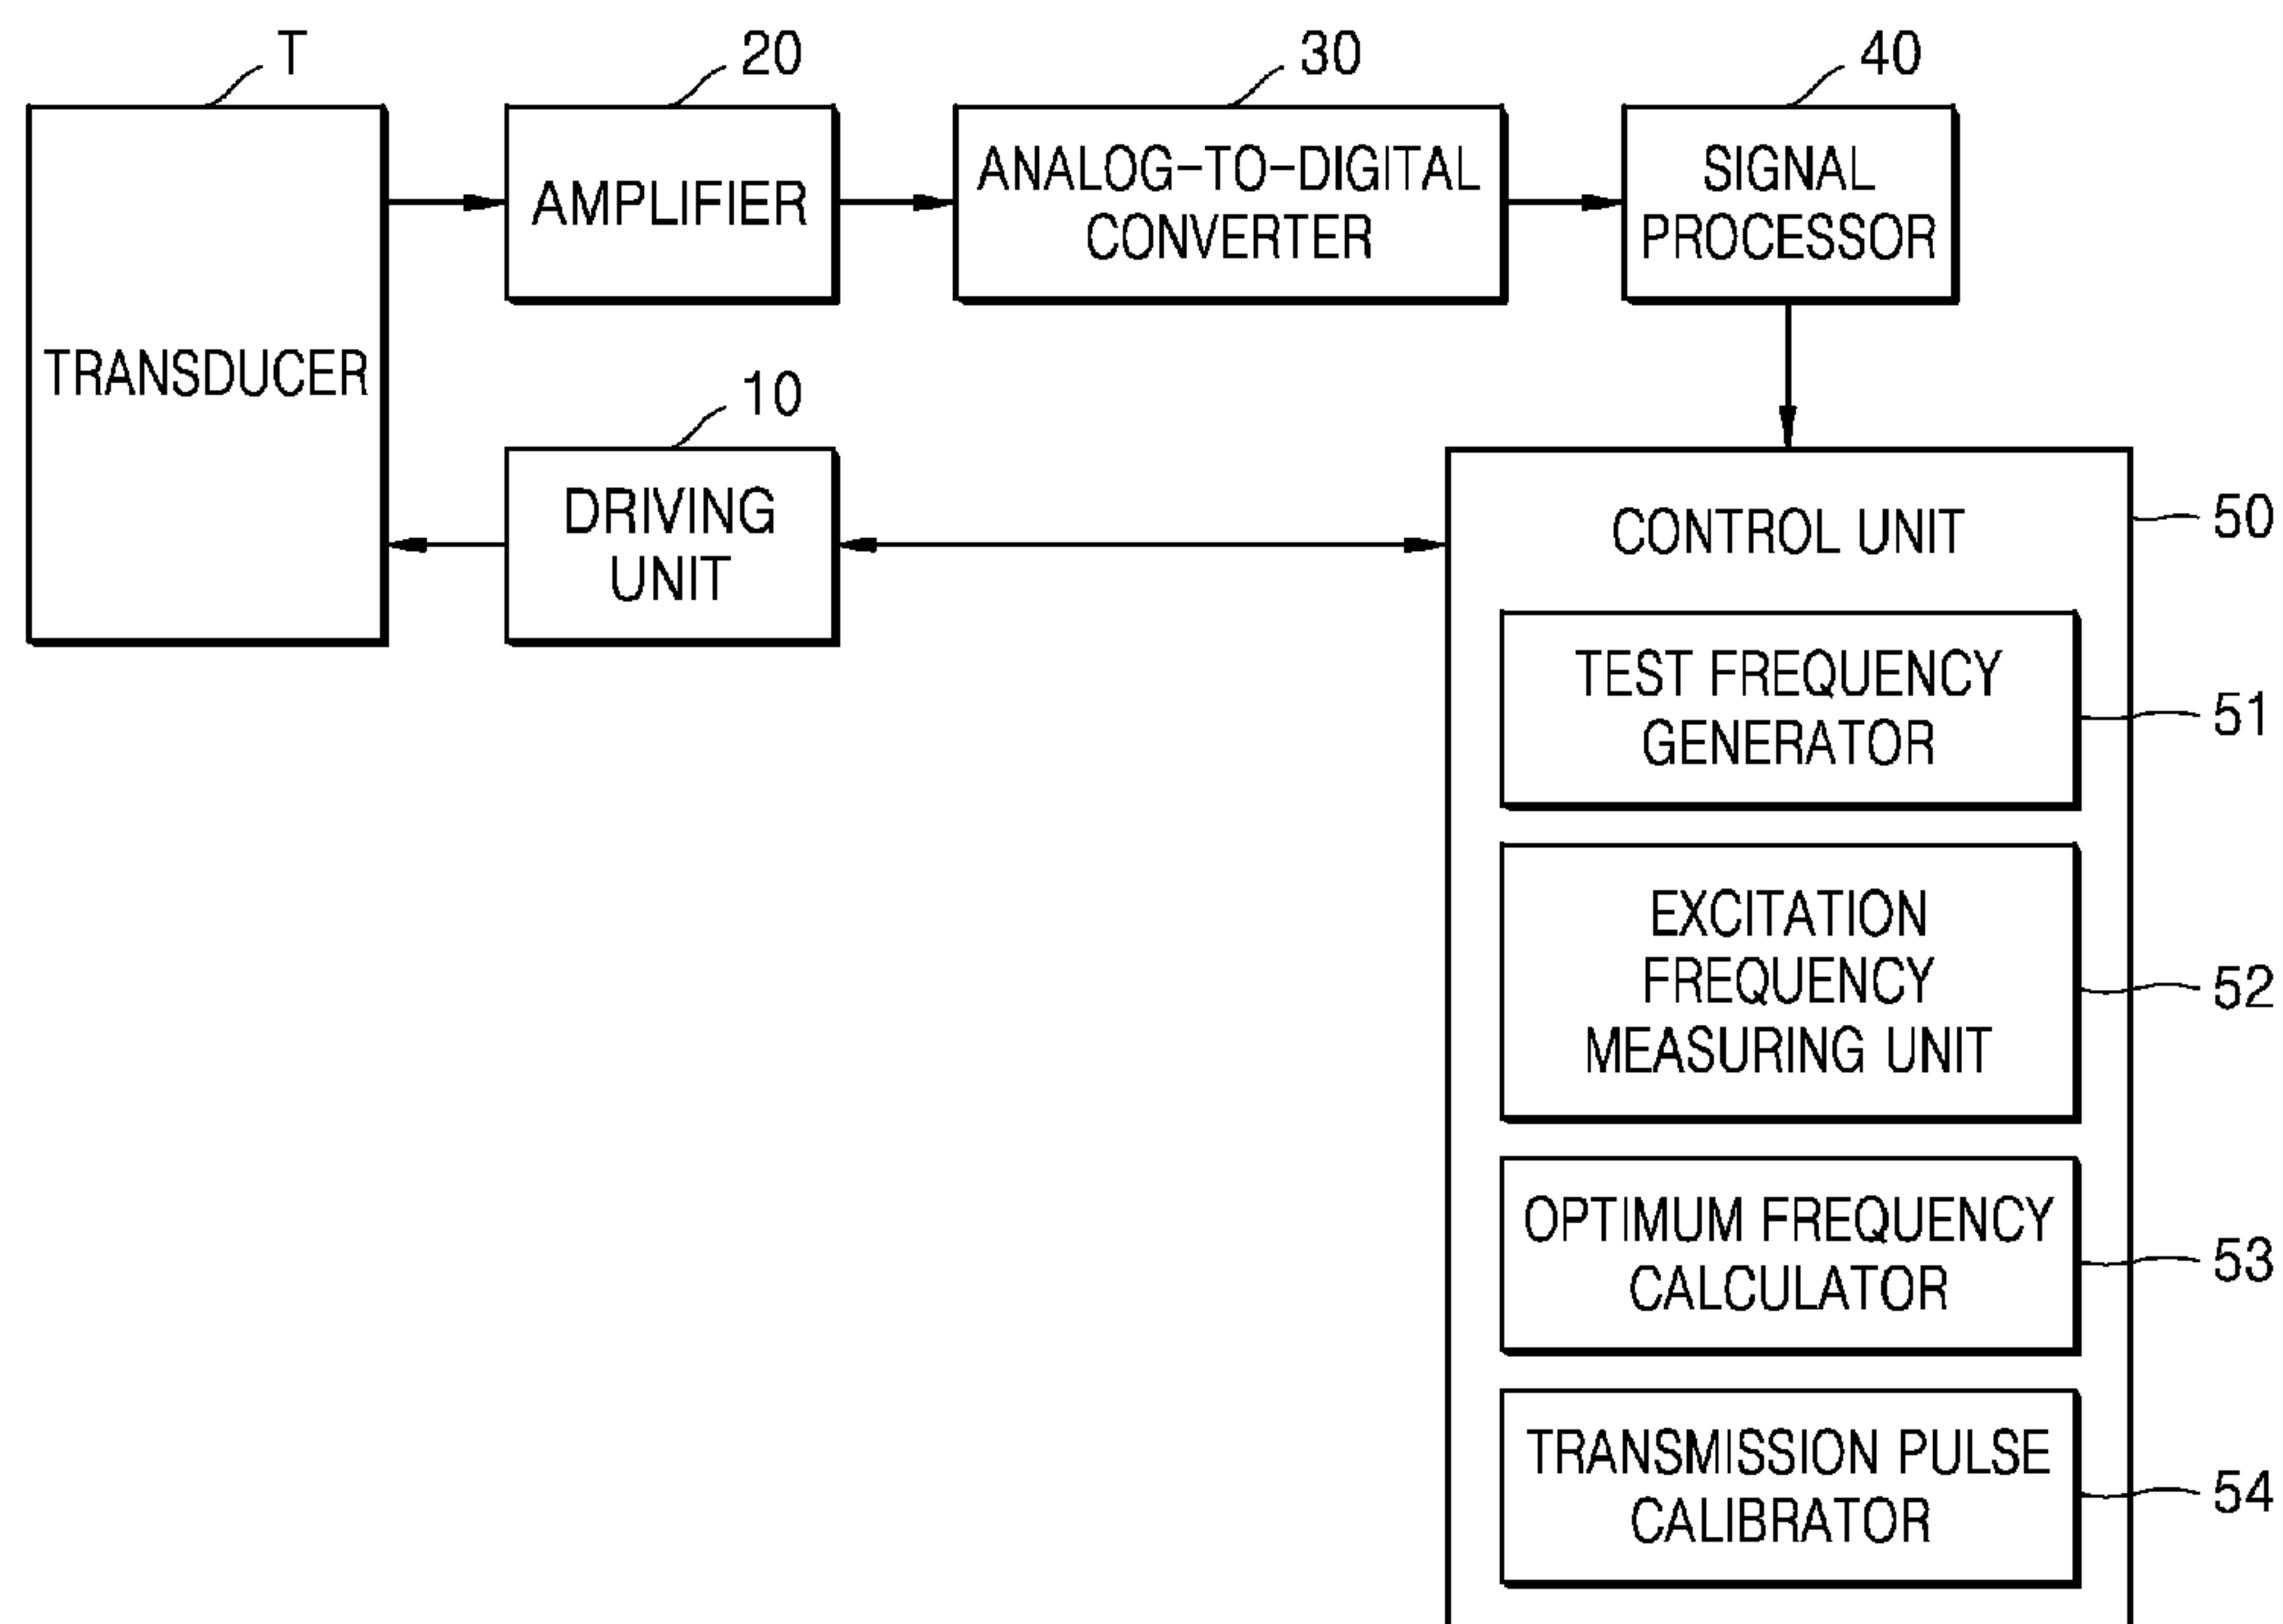 T
20
30
40
TRANSDUCER
AMPLIFIER
ANALOG-TO-DIGITAL
CONVERTER
SIGNAL
PROCESSOR
10
DRIVING
UNIT
CONTROL UNIT
50
TEST FREQUENCY
GENERATOR
51
EXCITATION
FREQUENCY
MEASURING UNIT
52
OPTIMUM FREQUENCY
CALCULATOR
53
TRANSMISSION PULSE
CALIBRATOR
54